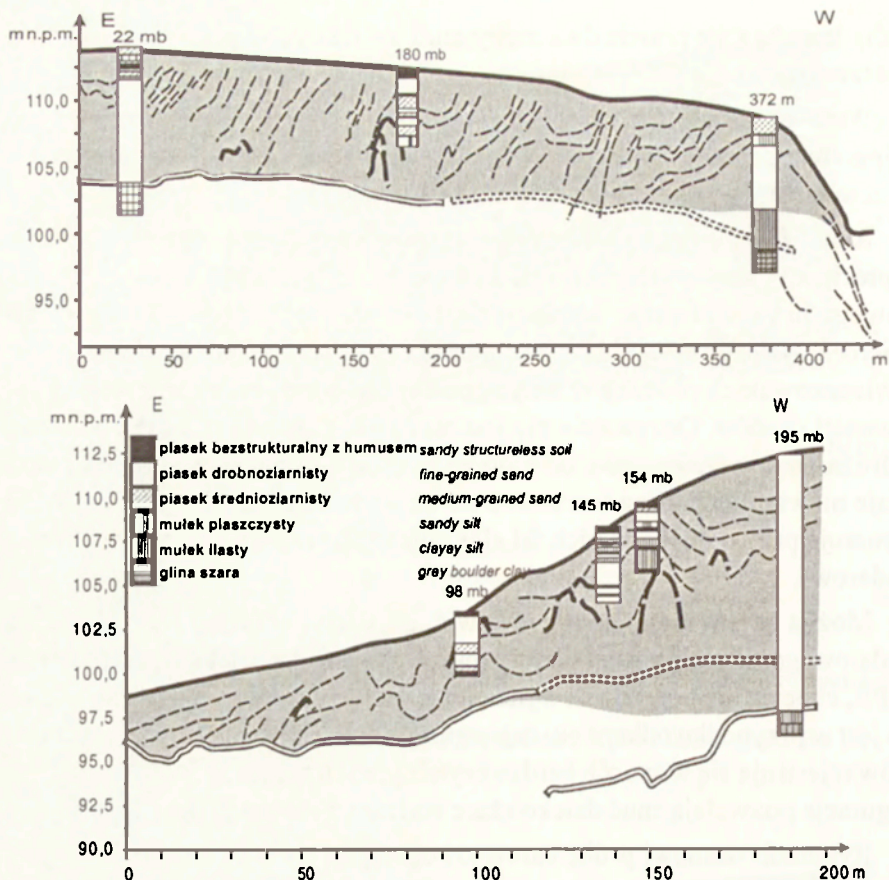 E W
m n.p.m. 22 mb 180 mb 372 m
110,0
105,0
100,0
95,0
0 50 100 150 200 250 300 350 400 m
m n.p.m. E W
112,5 piasek bezstrukturalny z humusem sandy structureless soil 195 mb
piasek drobnoziarnisty fine-grained sand 154 mb
110,0 piasek średnioziarnisty medium-grained sand 145 mb
107,5 mułek piaszczysty sandy silt
mułek ilasty clayey silt
105,0 glina szara grey boulder clay
98 mb
102,5
100,0
97,5
95,0
92,5
90,0
0 50 100 150 200 m